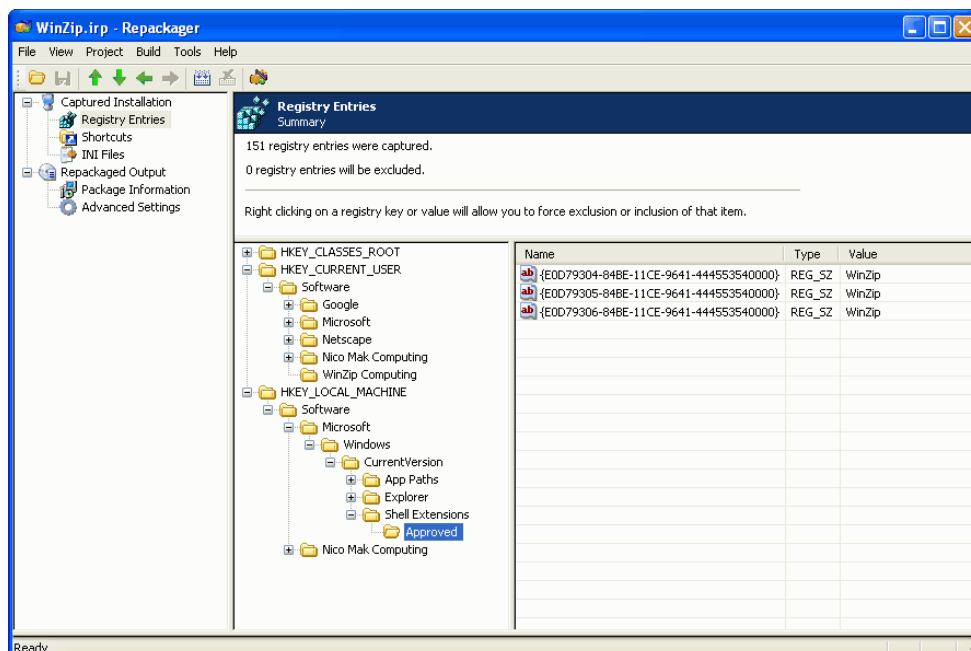 WinZip.irp - Repackager
File View Project Build Tools Help
Captured Installation
Registry Entries
Shortcuts
INI Files
Repackaged Output
Package Information
Advanced Settings
Registry Entries
Summary
151 registry entries were captured.
0 registry entries will be excluded.
Right clicking on a registry key or value will allow you to force exclusion or inclusion of that item.
HKEY_CLASSES_ROOT
HKEY_CURRENT_USER
Software
Google
Microsoft
Netscape
Nico Mak Computing
WinZip Computing
HKEY_LOCAL_MACHINE
Software
Microsoft
Windows
CurrentVersion
App Paths
Explorer
Shell Extensions
Approved
Nico Mak Computing
Name Type Value
ab {E0D79304-84BE-11CE-9641-444553540000} REG_SZ WinZip
ab {E0D79305-84BE-11CE-9641-444553540000} REG_SZ WinZip
ab {E0D79306-84BE-11CE-9641-444553540000} REG_SZ WinZip
Ready